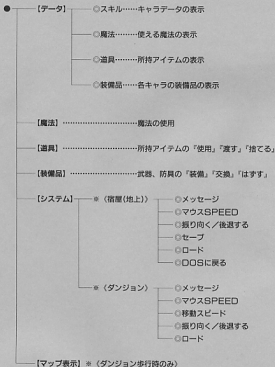 【データ】 ◎スキル……キャラデータの表示
◎魔法………使える魔法の表示
◎道具………所持アイテムの表示
◎装備品……各キャラの装備品の表示
【魔法】 ……………………………魔法の使用
【道具】 ……………………………所持アイテムの『使用』『渡す』『捨てる』
【装備品】 …………………………武器、防具の『装備』『交換』『はずす』
【システム】 ※（宿屋(地上)） ◎メッセージ
◎マウスSPEED
◎振り向く／後退する
◎セーブ
◎ロード
◎DOSに戻る
※（ダンジョン） ◎メッセージ
◎マウスSPEED
◎移動スピード
◎振り向く／後退する
◎ロード
【マップ表示】※（ダンジョン歩行時のみ）